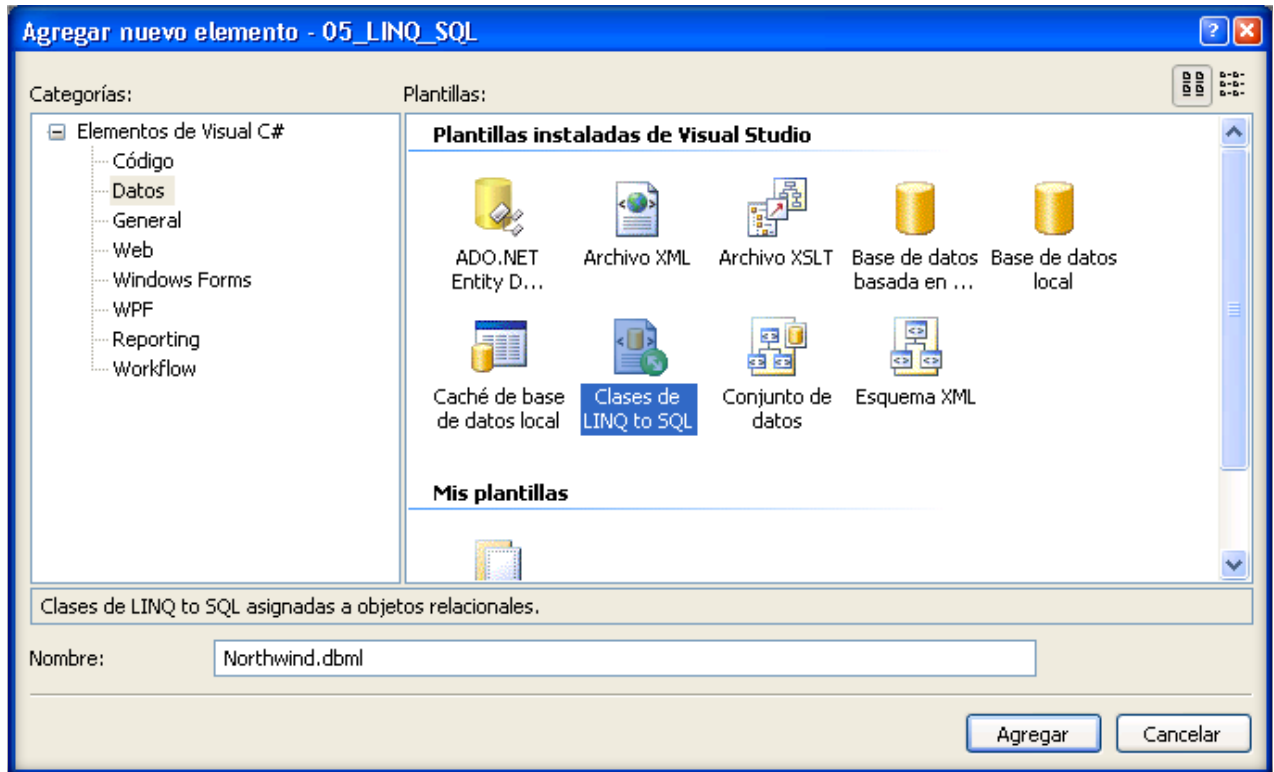 Agregar nuevo elemento - 05_LINQ_SQL
Categorías:
Plantillas:
Elementos de Visual C#
Código
Datos
General
Web
Windows Forms
WPF
Reporting
Workflow
Plantillas instaladas de Visual Studio
ADO.NET
Entity D...
Archivo XML
Archivo XSLT
Base de datos
basada en ...
Base de datos
local
Caché de base
de datos local
Clases de
LINQ to SQL
Conjunto de
datos
Esquema XML
Mis plantillas
Clases de LINQ to SQL asignadas a objetos relacionales.
Nombre:
Northwind.dbml
Agregar
Cancelar